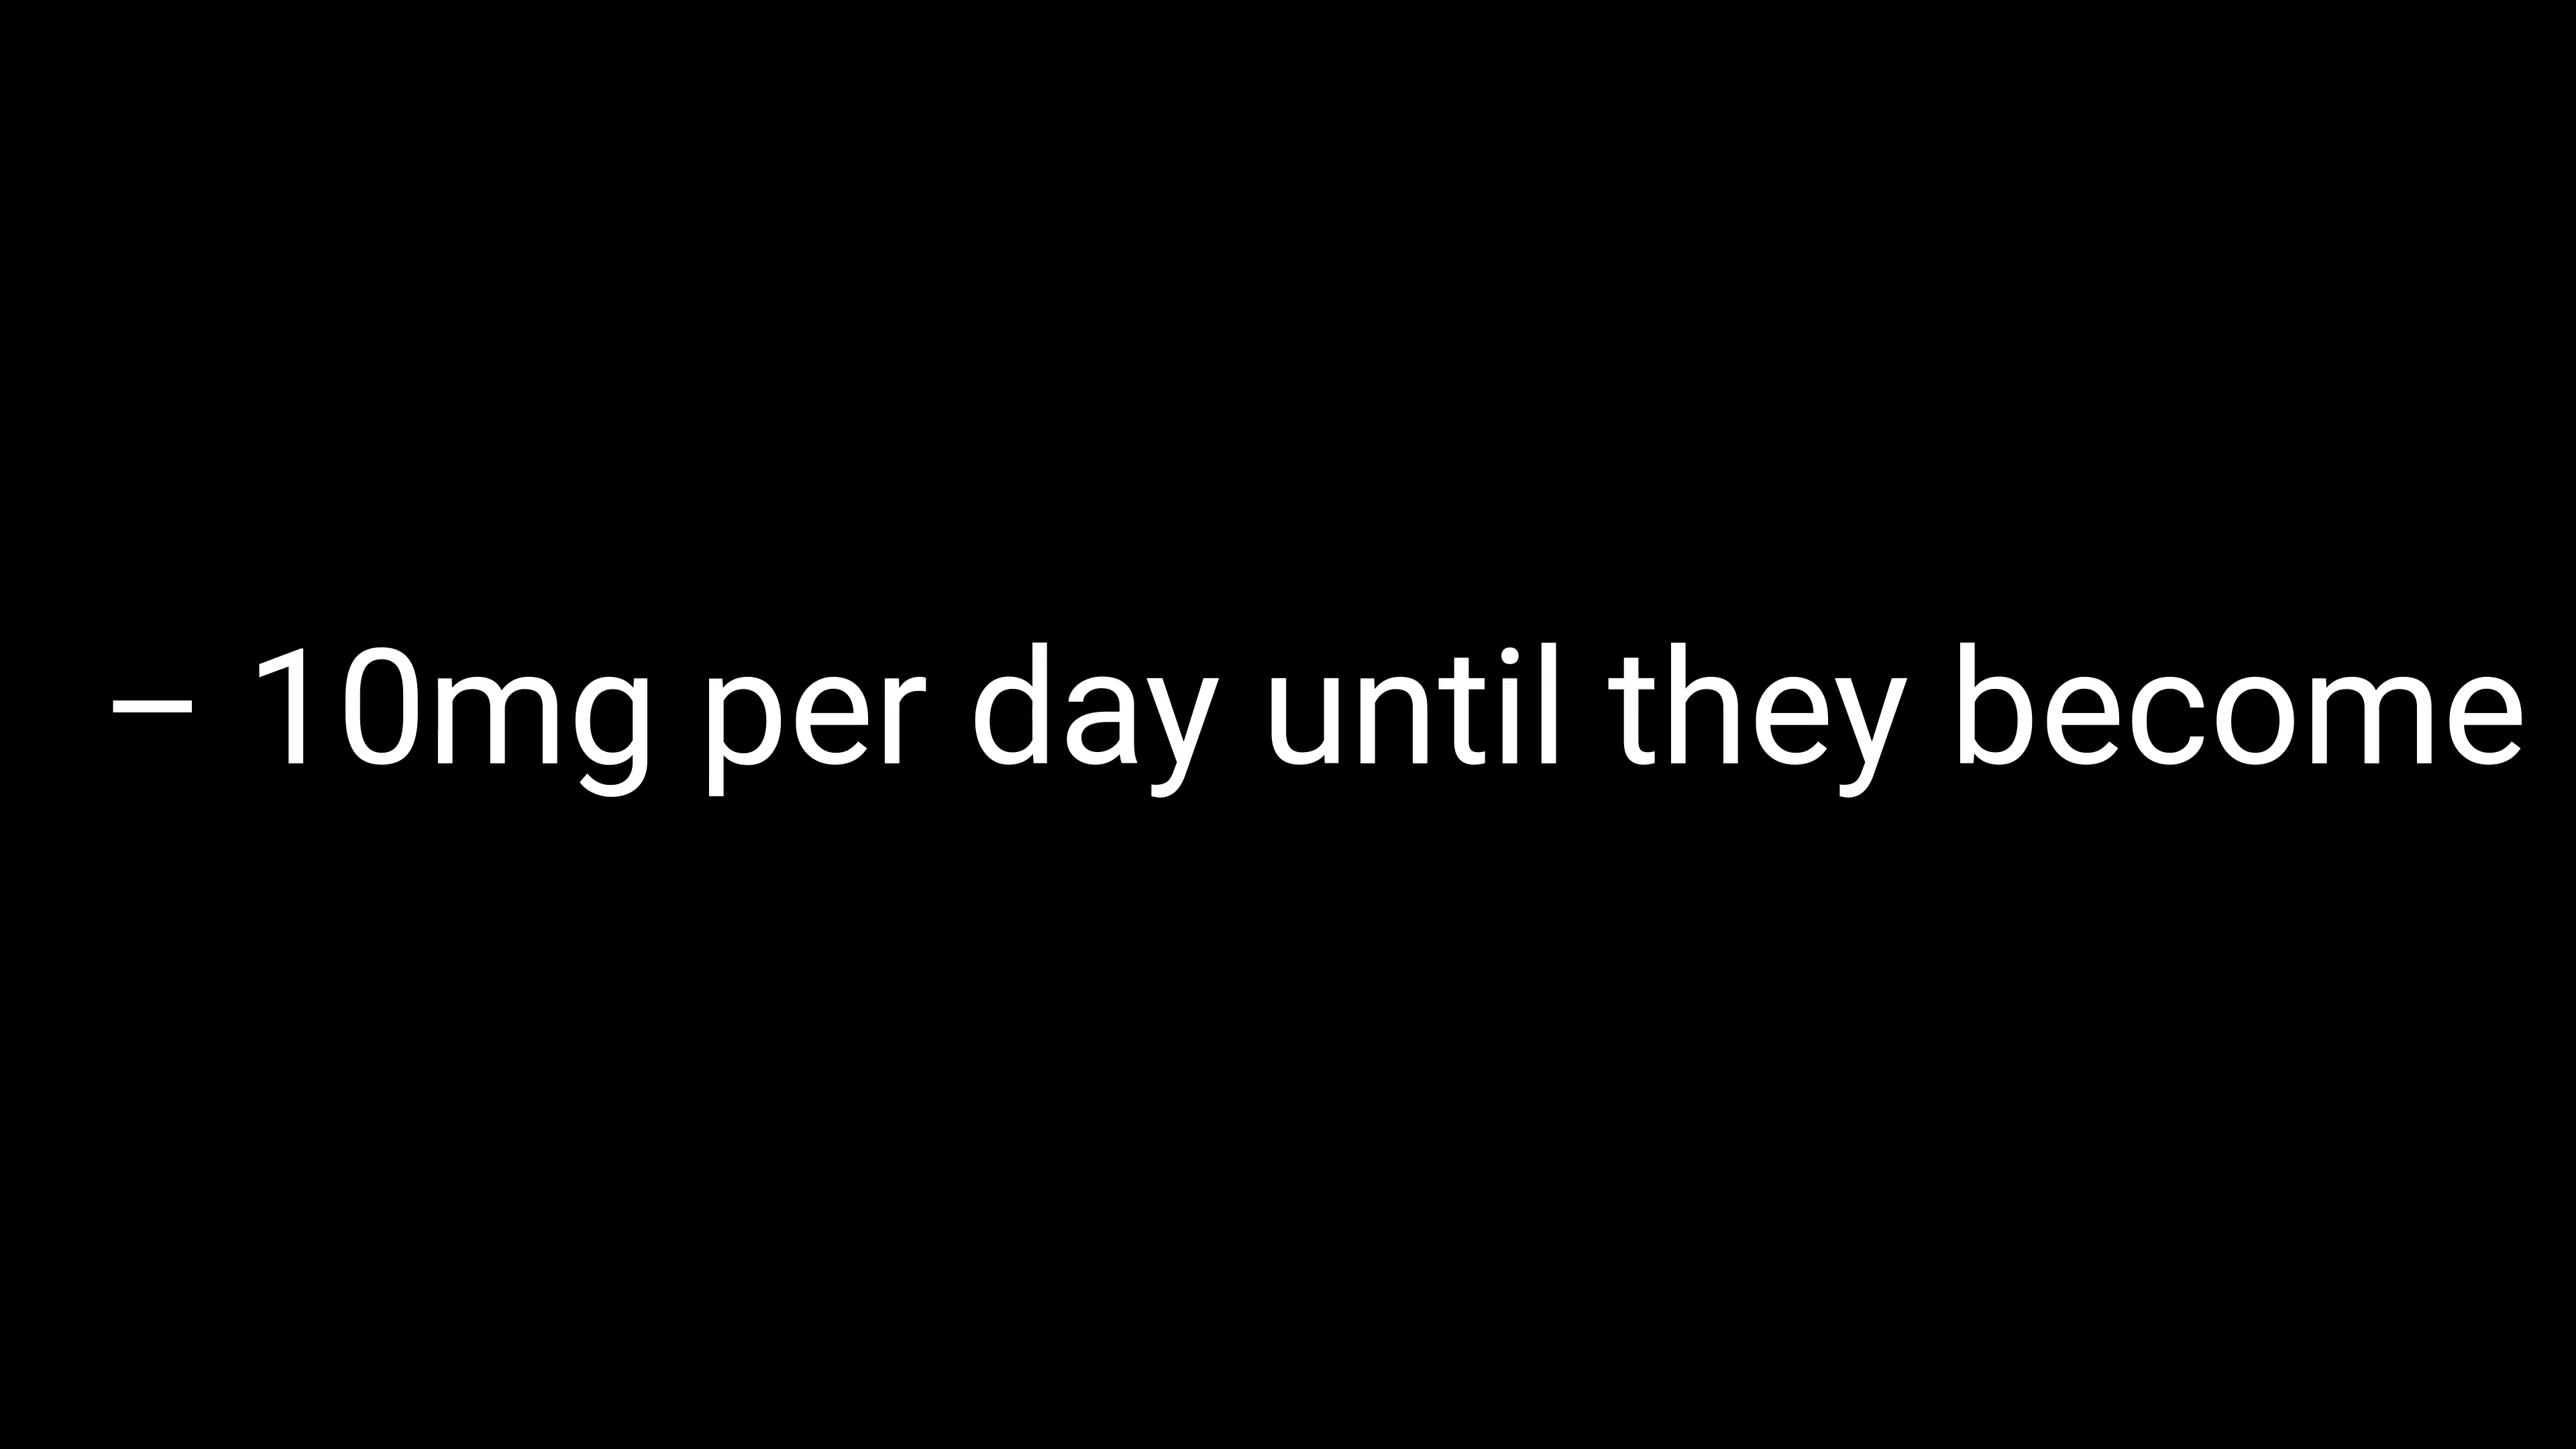 – 10mg per day until they become